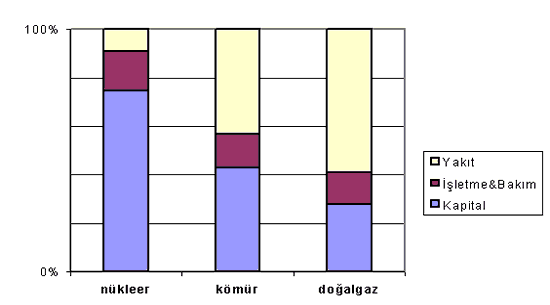 100%
Yakıt
İşletme&Bakım
Kapital
0%
nükleer kömür doğalgaz